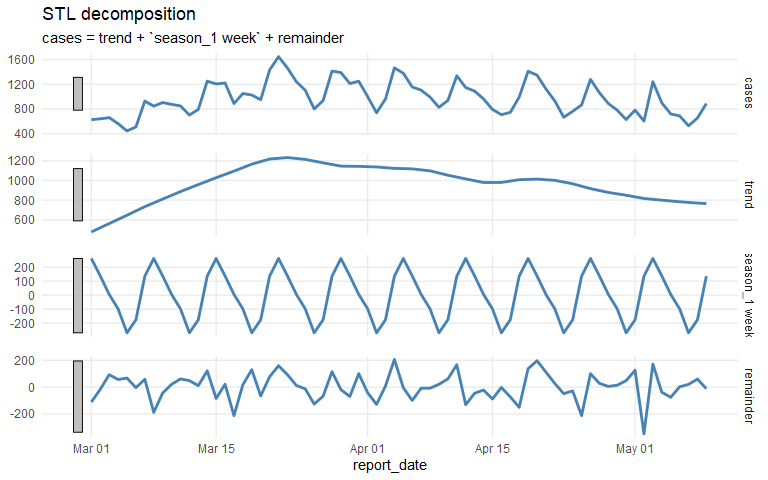 STL decomposition
cases = trend + `season_1 week` + remainder
1600
1200
800
400
cases
1200
1000
800
600
trend
200
100
0
-100
-200
season_1 week
200
0
-200
remainder
Mar 01
Mar 15
Apr 01
Apr 15
May 01
report_date